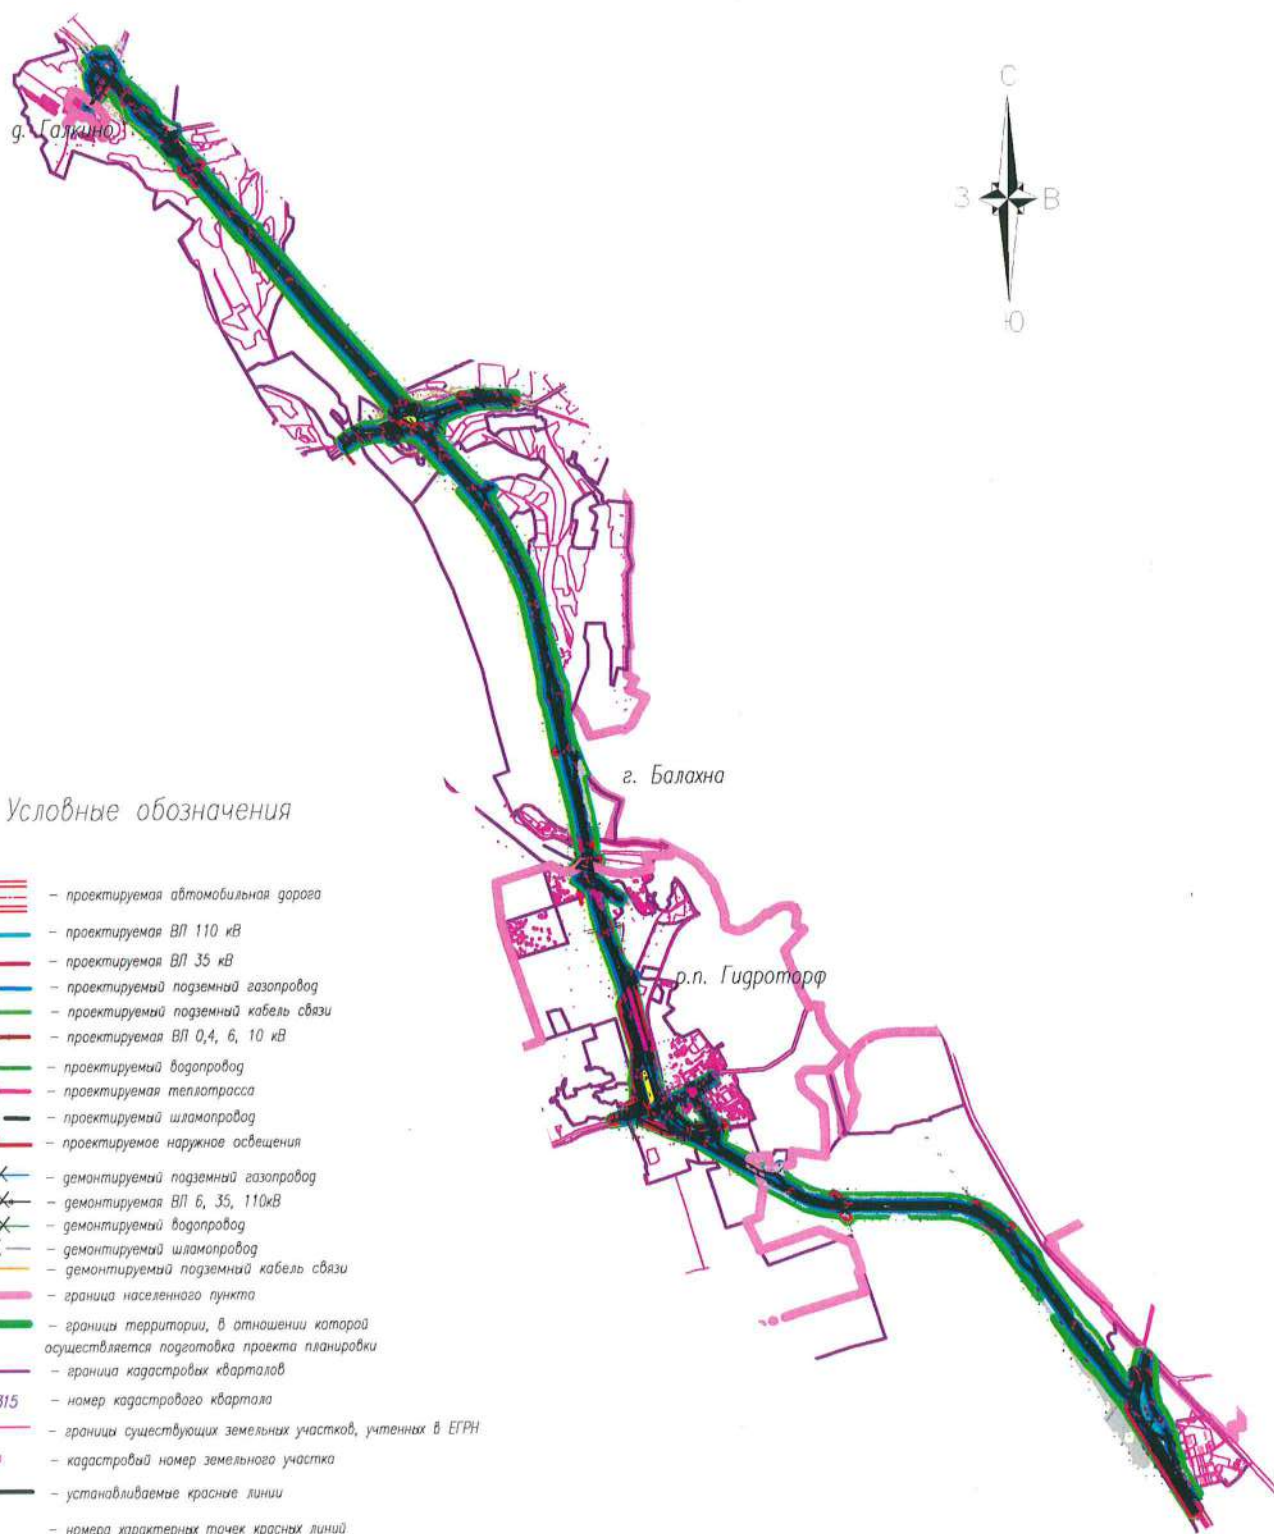 С
д. Галкино
З
В
Ю
г. Балахна
Условные обозначения
- проектируемая автомобильная дорога
- проектируемая ВЛ 110 кВ
р.п. Гидроторф
- проектируемая ВЛ 35 кВ
- проектируемый подземный газопровод
- проектируемый подземный кабель связи
- проектируемая ВЛ 0,4, 6, 10 кВ
- проектируемый водопровод
- проектируемая теплотрасса
- проектируемый шламопровод
- проектируемое наружное освещения
- демонтируемый подземный газопровод
- демонтируемая ВЛ 6, 35, 110кВ
- демонтируемый водопровод
- демонтируемый шламопровод
- демонтируемый подземный кабель связи
- граница населенного пункта
- границы территории, в отношении которой
осуществляется подготовка проекта планировки
- граница кадастровых кварталов
315 - номер кадастрового квартала
- границы существующих земельных участков, учтенных в ЕГРН
- кадастровый номер земельного участка
- устанавливаемые красные линии
- номера характерных точек красных линий